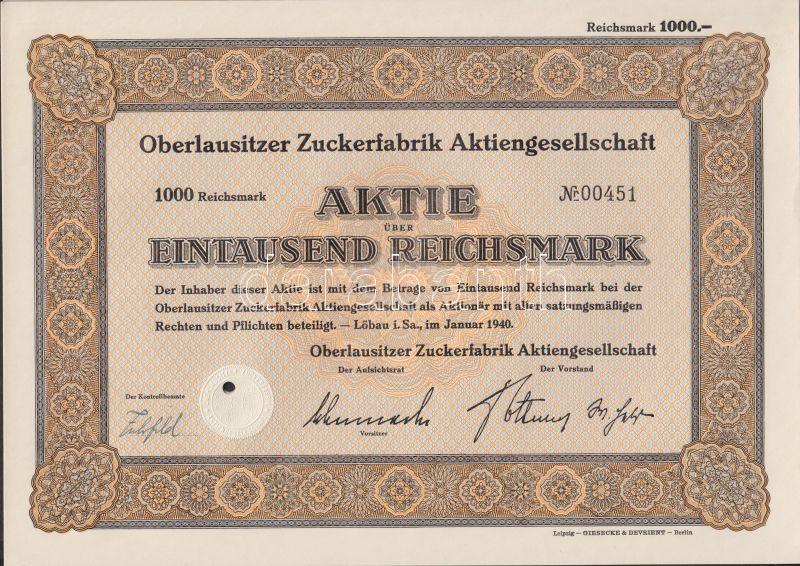 Reichsmark 1000.–
Oberlausitzer Zuckerfabrik Aktiengesellschaft
1000 Reichsmark
AKTIE
№ 00451
ÜBER
EINTAUSEND REICHSMARK
Der Inhaber dieser Aktie ist mit dem Betrage von Eintausend Reichsmark bei der
Oberlausitzer Zuckerfabrik Aktiengesellschaft als Aktionär mit allen satzungsmäßigen
Rechten und Pflichten beteiligt. — Löbau i. Sa., im Januar 1940.
Oberlausitzer Zuckerfabrik Aktiengesellschaft
Der Aufsichtsrat
Der Vorstand
Der Kontrollbeamte
Vorsitzer
Leipzig — GIESECKE & DEVRIENT — Berlin